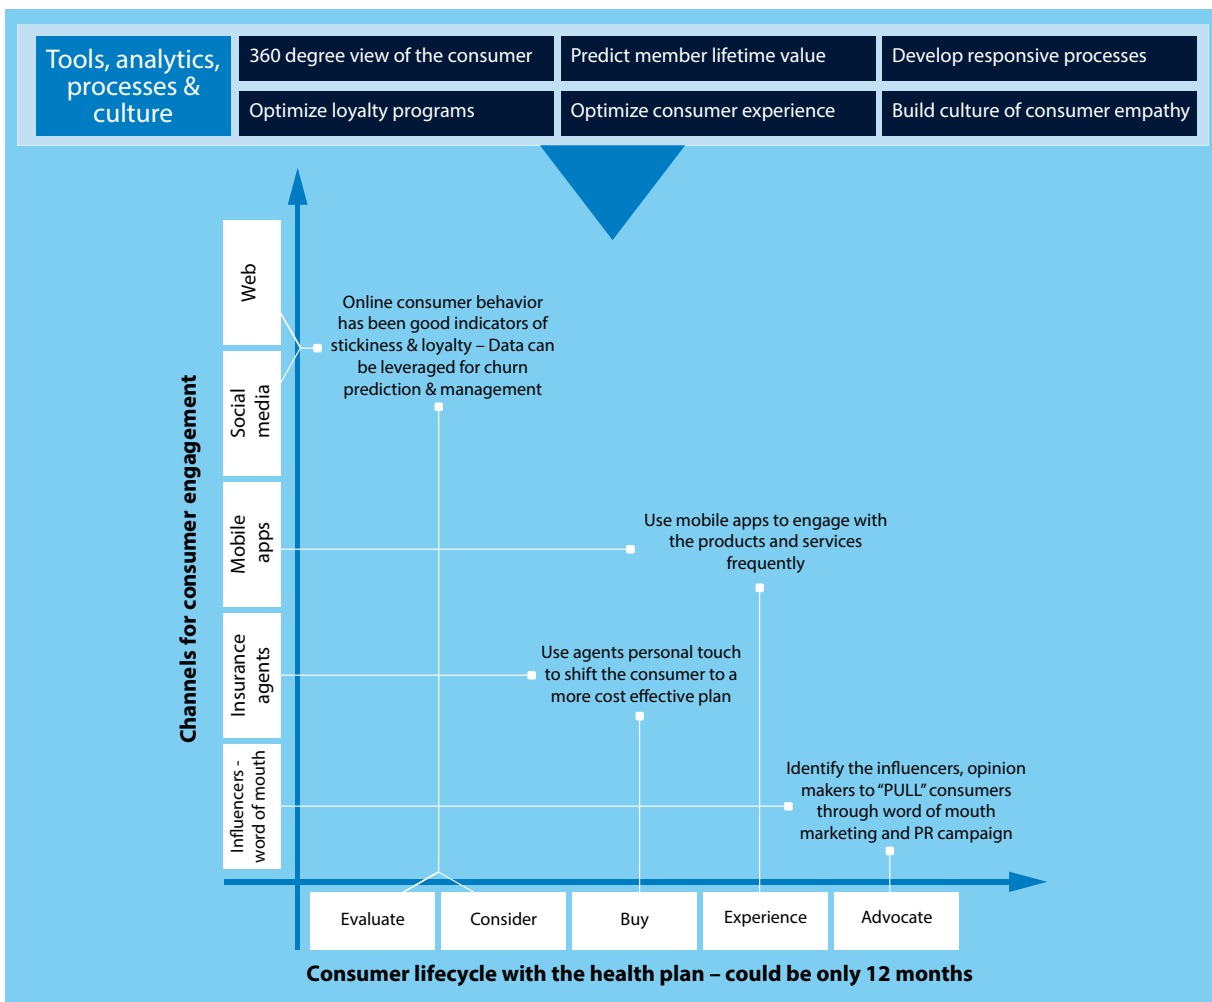 Tools, analytics,
processes &
culture
360 degree view of the consumer
Predict member lifetime value
Develop responsive processes
Optimize loyalty programs
Optimize consumer experience
Build culture of consumer empathy
Channels for consumer engagement
Web
Social
media
Mobile
apps
Insurance
agents
Influencers -
word of mouth
Online consumer behavior
has been good indicators of
stickiness & loyalty – Data can
be leveraged for churn
prediction & management
Use mobile apps to engage with
the products and services
frequently
Use agents personal touch
to shift the consumer to a
more cost effective plan
Identify the influencers, opinion
makers to “PULL” consumers
through word of mouth
marketing and PR campaign
Evaluate
Consider
Buy
Experience
Advocate
Consumer lifecycle with the health plan – could be only 12 months